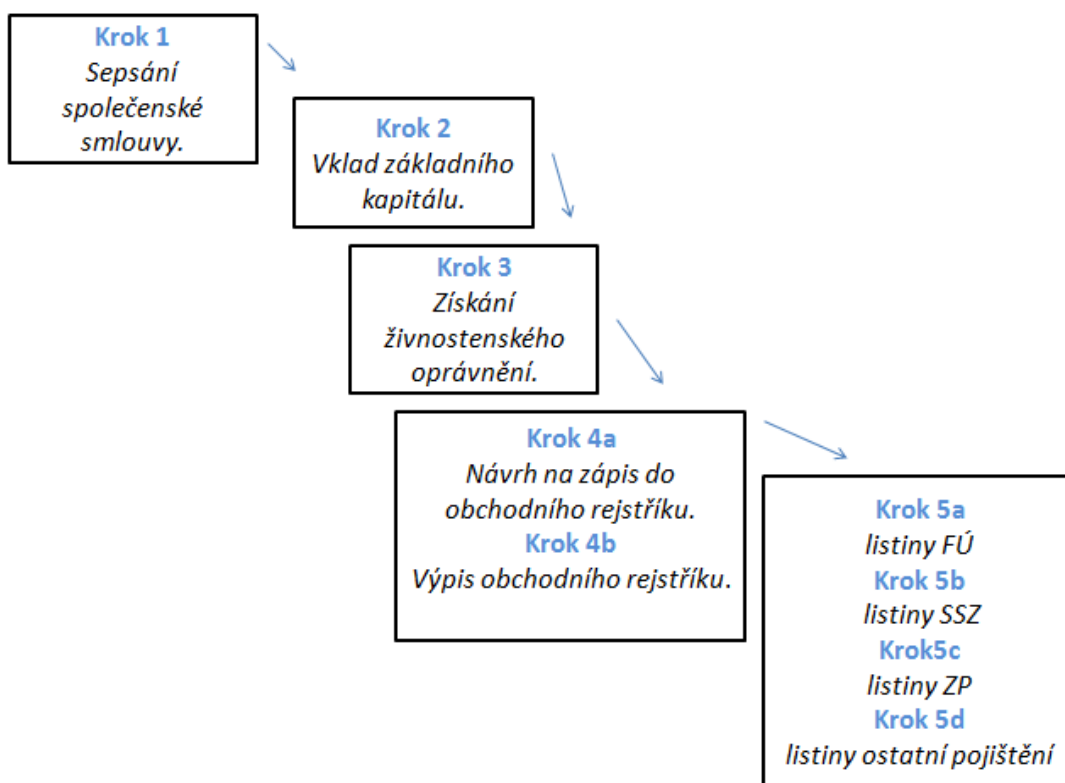 Krok 1
Sepsání
společenské
smlouvy.
Krok 2
Vklad základního
kapitálu.
Krok 3
Získání
živnostenského
oprávnění.
Krok 4a
Návrh na zápis do
obchodního rejstříku.
Krok 4b
Výpis obchodního rejstříku.
Krok 5a
listiny FÚ
Krok 5b
listiny SSZ
Krok5c
listiny ZP
Krok 5d
listiny ostatní pojištění